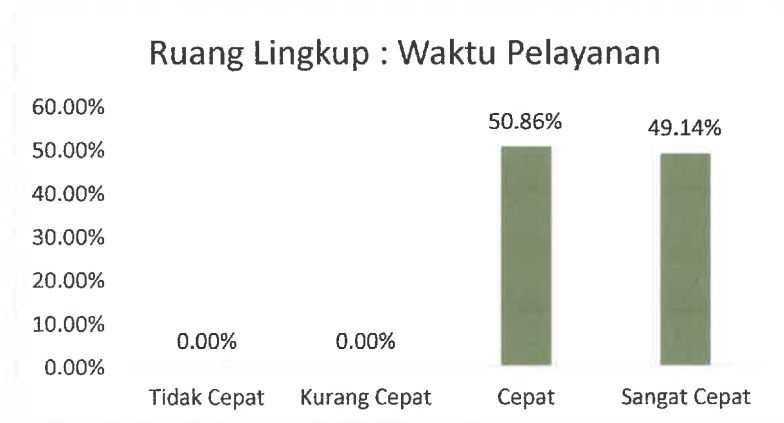 Ruang Lingkup : Waktu Pelayanan
60.00%
50.00%
40.00%
30.00%
20.00%
10.00%
0.00%
0.00%
0.00%
50.86%
49.14%
Tidak Cepat
Kurang Cepat
Cepat
Sangat Cepat